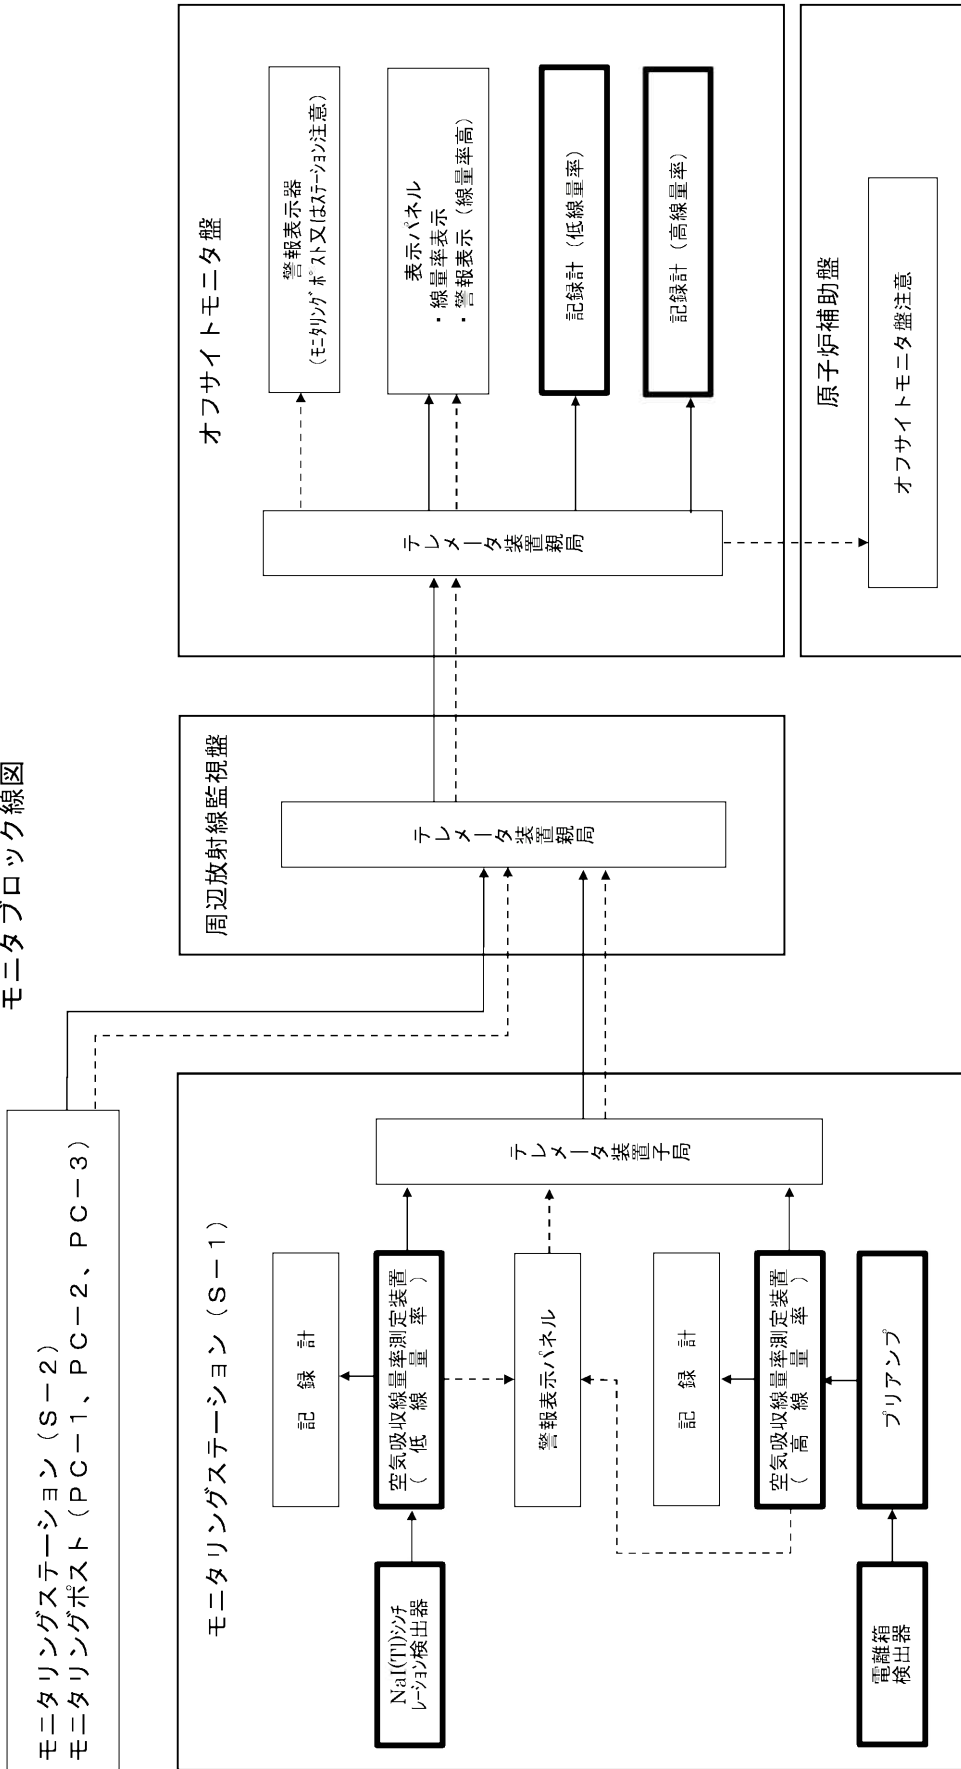 モニタブロック線図
モニタリングステーション（S－2）
モニタリングポスト（PC－1、PC－2、PC－3）
モニタリングステーション（S－1）
NaI(Tl)シンチ
レーション検出器
空気吸収線量率測定装置
（低線量率）
記録計
警報表示パネル
記録計
空気吸収線量率測定装置
（高線量率）
プリアンプ
電離箱
検出器
テレメータ装置子局
周辺放射線監視盤
テレメータ装置親局
オフサイトモニタ盤
テレメータ装置親局
警報表示器
（モニタリングポスト又はステーション注意）
表示パネル
・線量率表示
・警報表示（線量率高）
記録計（低線量率）
記録計（高線量率）
原子炉補助盤
オフサイトモニタ盤注意